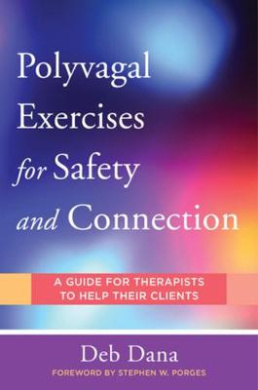 Polyvagal
Exercises
for Safety
and Connection
A GUIDE FOR THERAPISTS
TO HELP THEIR CLIENTS
Deb Dana
FOREWORD BY STEPHEN W. PORGES